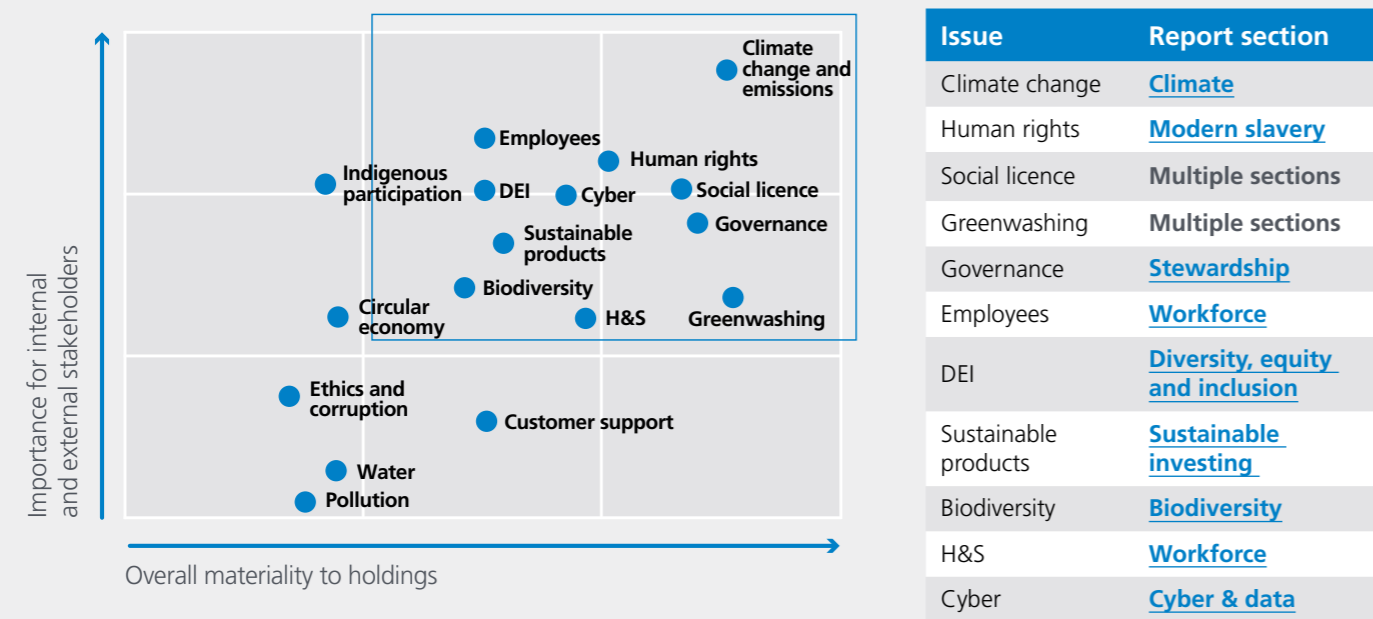 Importance for internal
and external stakeholders
Climate
change and
emissions
Employees
Human rights
Indigenous
participation
DEI
Cyber
Social licence
Governance
Sustainable
products
Biodiversity
Circular
economy
H&S
Greenwashing
Ethics and
corruption
Customer support
Water
Pollution
Overall materiality to holdings
Issue Report section
Climate change Climate
Human rights Modern slavery
Social licence Multiple sections
Greenwashing Multiple sections
Governance Stewardship
Employees Workforce
DEI Diversity, equity
and inclusion
Sustainable Sustainable
products investing
Biodiversity Biodiversity
H&S Workforce
Cyber Cyber & data